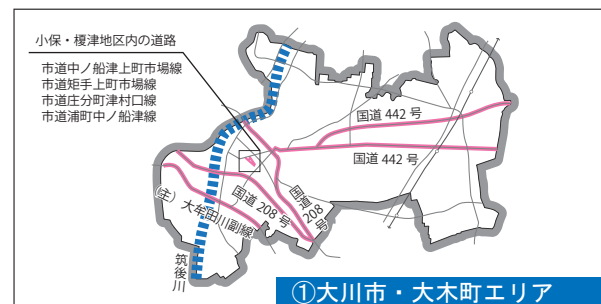 小保・榎津地区内の道路
市道中ノ船津上町市場線
市道矩手上町市場線
市道庄分町津村口線
市道浦町中ノ船津線
国道 442 号
国道 442 号
国道 208 号
国道 208 号
(主) 大牟田川副線
筑後川
①大川市・大木町エリア